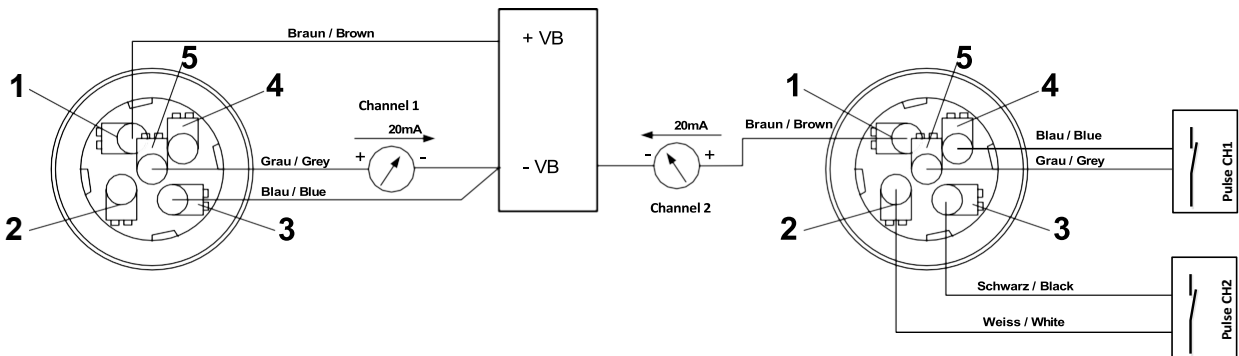 Braun / Brown
+ VB
1
5
4
Channel 1
20mA
+
-
Grau / Grey
Blau / Blue
2
3
- VB
20mA
-
+
Channel 2
Braun / Brown
1
5
4
Blau / Blue
Grau / Grey
2
3
Pulse CH1
Schwarz / Black
Weiss / White
Pulse CH2